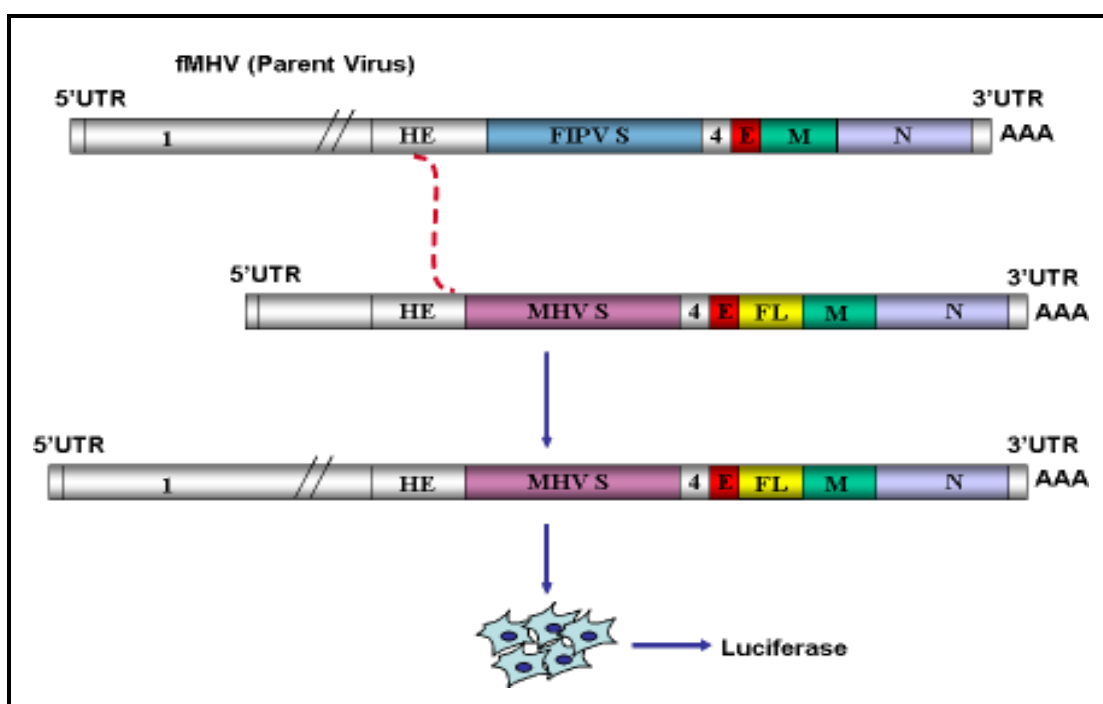 fMHV (Parent Virus)
5'UTR 3'UTR
1 // HE FIPV S 4 E M N AAA
5'UTR 3'UTR
HE MHV S 4 E FL M N AAA
5'UTR 3'UTR
1 // HE MHV S 4 E FL M N AAA
Luciferase